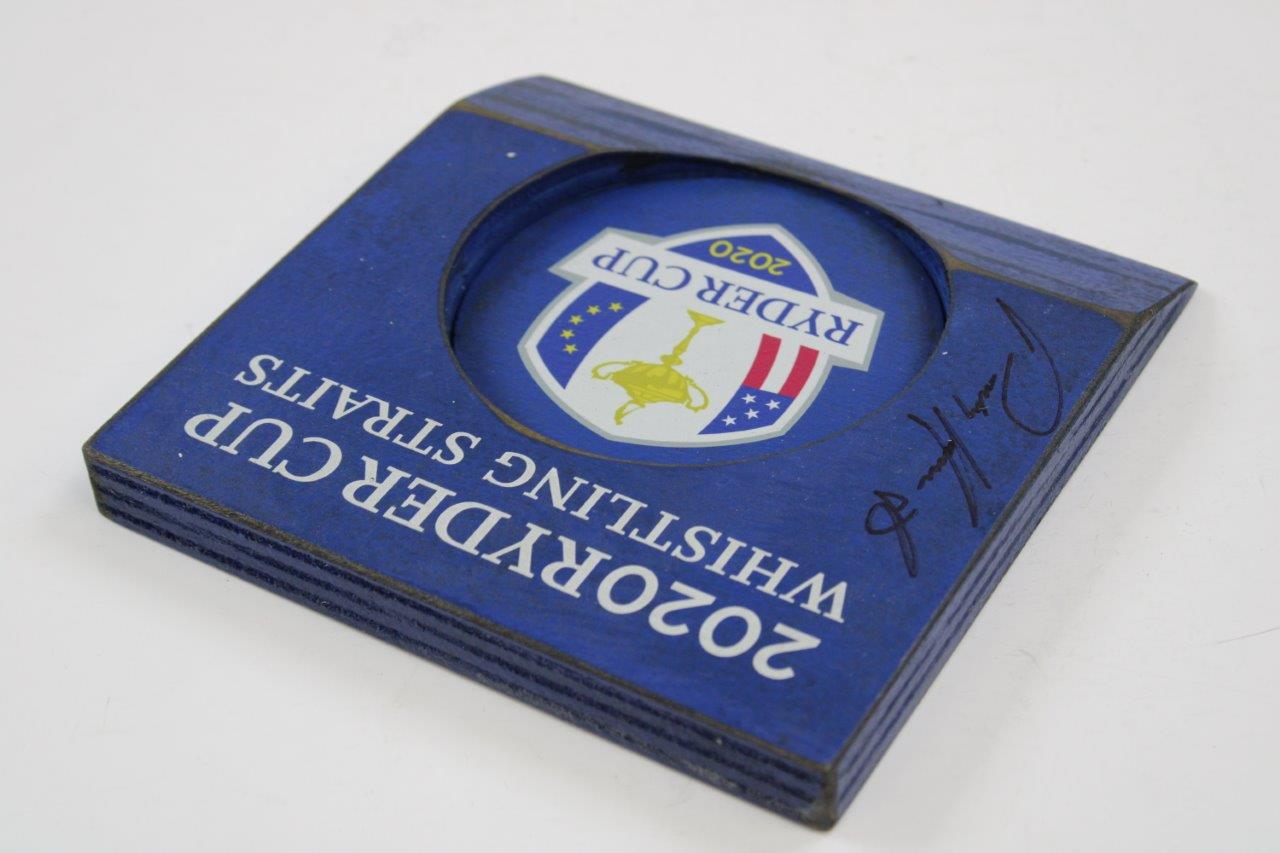 2020
RYDER CUP
WHISTLING STRAITS
2020 RYDER CUP